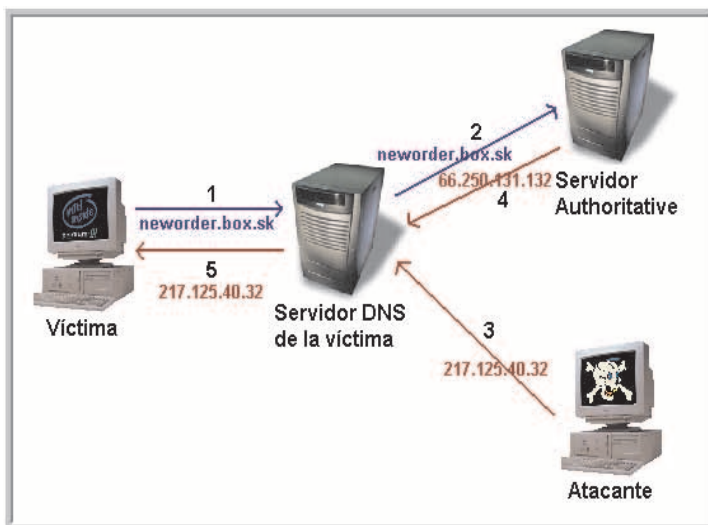 2
neworder.box.sk
66.250.131.132
4
Servidor
Authoritative
1
neworder.box.sk
5
217.125.40.32
Víctima
Servidor DNS
de la víctima
3
217.125.40.32
Atacante